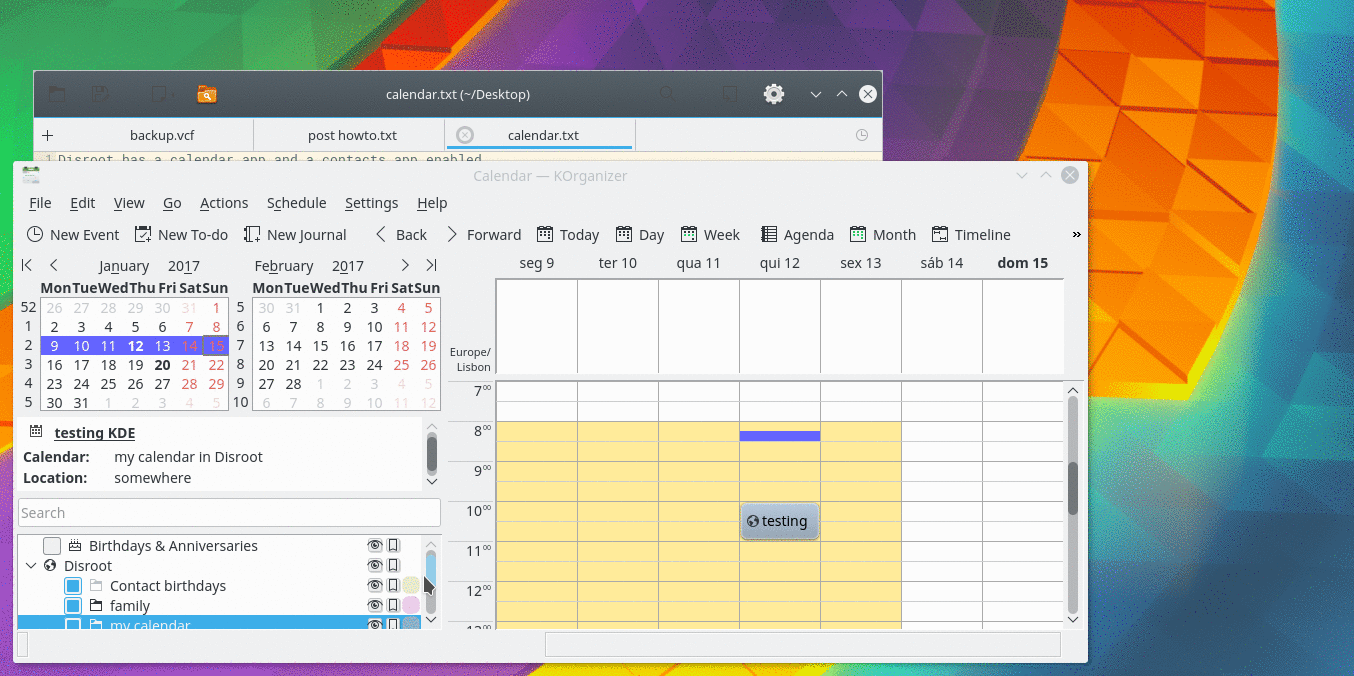 calendar.txt (~/Desktop)
backup.vcf post howto.txt calendar.txt
1 Disroot has a calendar app and a contacts app enabled
Calendar — KOrganizer
File Edit View Go Actions Schedule Settings Help
New Event New To-do New Journal Back Forward Today Day Week Agenda Month Timeline »
January 2017 February 2017
Mon Tue Wed Thu Fri Sat Sun Mon Tue Wed Thu Fri Sat Sun
52 26 27 28 29 30 31 1 5 30 31 1 2 3 4 5
1 2 3 4 5 6 7 8 6 6 7 8 9 10 11 12
2 9 10 11 12 13 14 15 7 13 14 15 16 17 18 19
3 16 17 18 19 20 21 22 8 20 21 22 23 24 25 26
4 23 24 25 26 27 28 29 9 27 28 1 2 3 4 5
5 30 31 1 2 3 4 5 10 6 7 8 9 10 11 12
testing KDE
Calendar: my calendar in Disroot
Location: somewhere
Search
Birthdays & Anniversaries
Disroot
Contact birthdays
family
my calendar
seg 9 ter 10 qua 11 qui 12 sex 13 sáb 14 dom 15
Europe/
Lisbon
7 00
8 00
9 00
10 00
testing
11 00
12 00